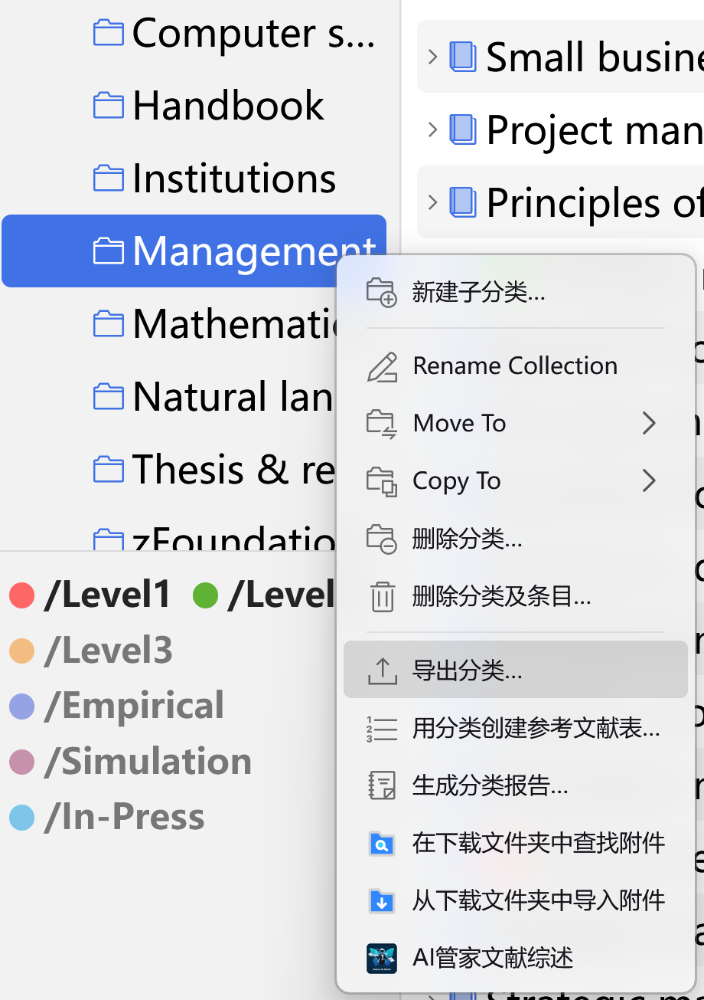 Computer s...
Handbook
Institutions
Management
Mathematic
Natural lan
Thesis & re
zFoundatio
/Level1 /Level
/Level3
/Empirical
/Simulation
/In-Press
Small busine
Project man
Principles of
新建子分类...
Rename Collection
Move To
Copy To
删除分类...
删除分类及条目...
导出分类...
用分类创建参考文献表...
生成分类报告...
在下载文件夹中查找附件
从下载文件夹中导入附件
AI管家文献综述
Strategic ma